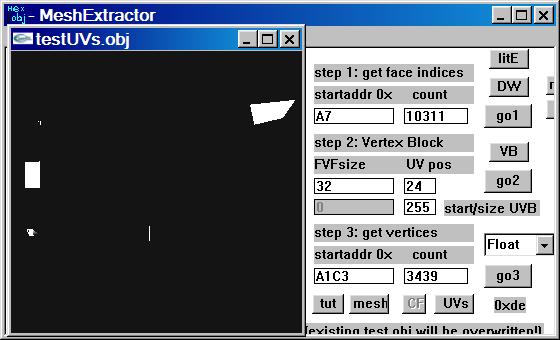 Hex
obj - MeshExtractor
testUVs.obj
litE
step 1: get face indices
DW
startaddr 0x count
A7 10311 go1
step 2: Vertex Block
VB
FVFsize UV pos
32 24 go2
0 255 start/size UVB
step 3: get vertices
Float
startaddr 0x count
A1C3 3439 go3
tut mesh CF UVs 0xde
(existing test.obj will be overwritten!)